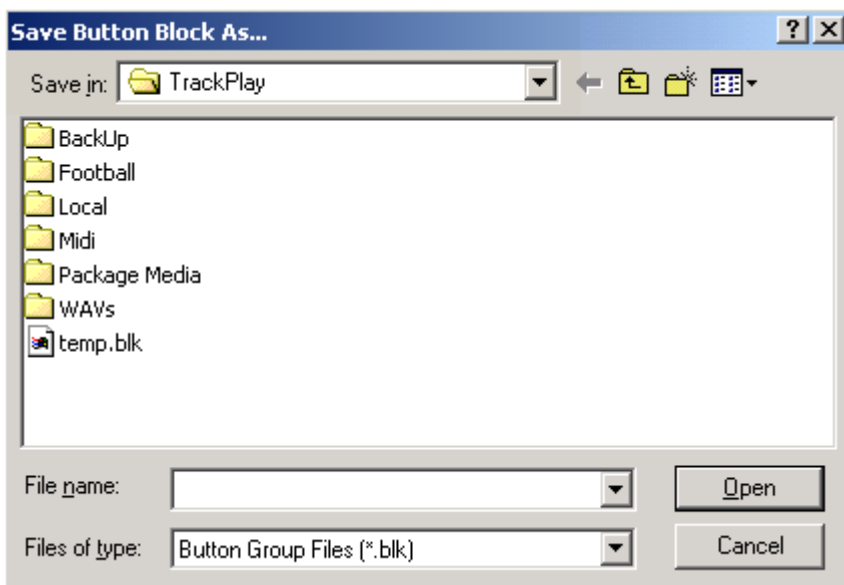 Save Button Block As...
Save in: TrackPlay
BackUp
Football
Local
Midi
Package Media
WAVs
temp.blk
File name: Open
Files of type: Button Group Files (*.blk) Cancel